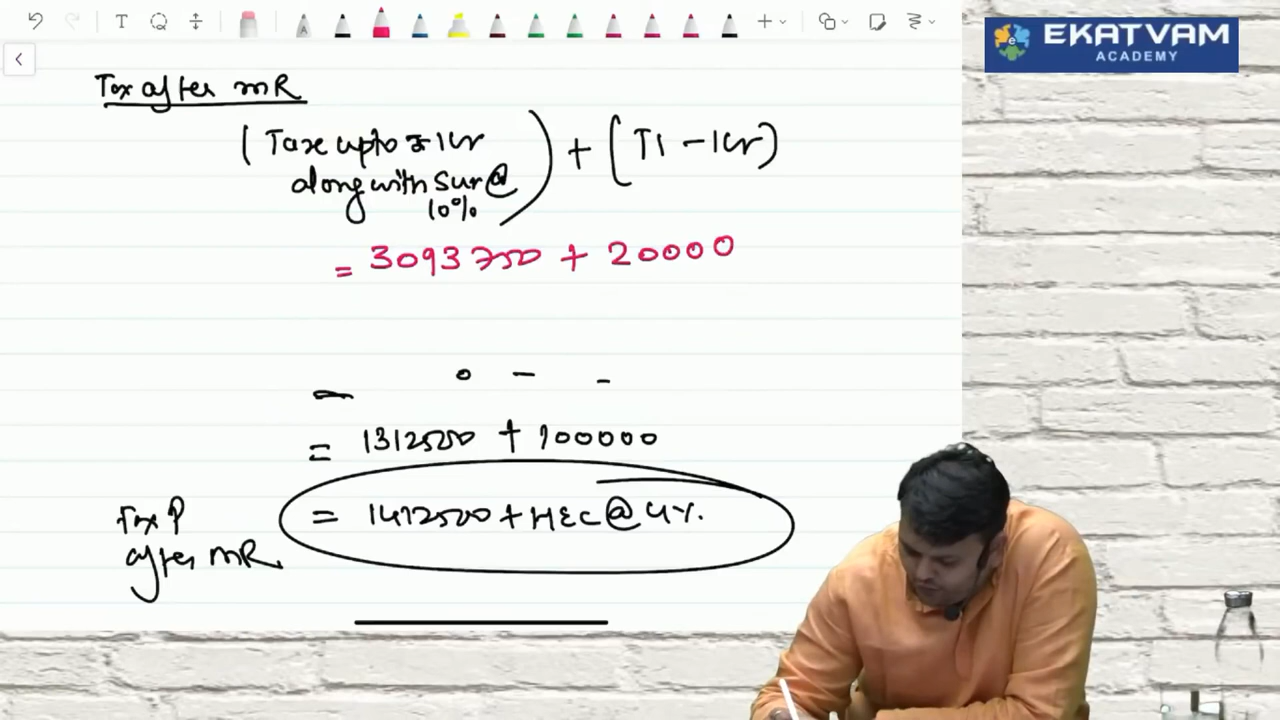 EKATVAM
ACADEMY
Tax after MR
(Tax upto ₹1Cr
along with Sur@
10%) + (TI - 1Cr)
= 3093750 + 20000
=
= 1312500 + 100000
Tax P
after MR
= 1412500 + HEC @ 4%.